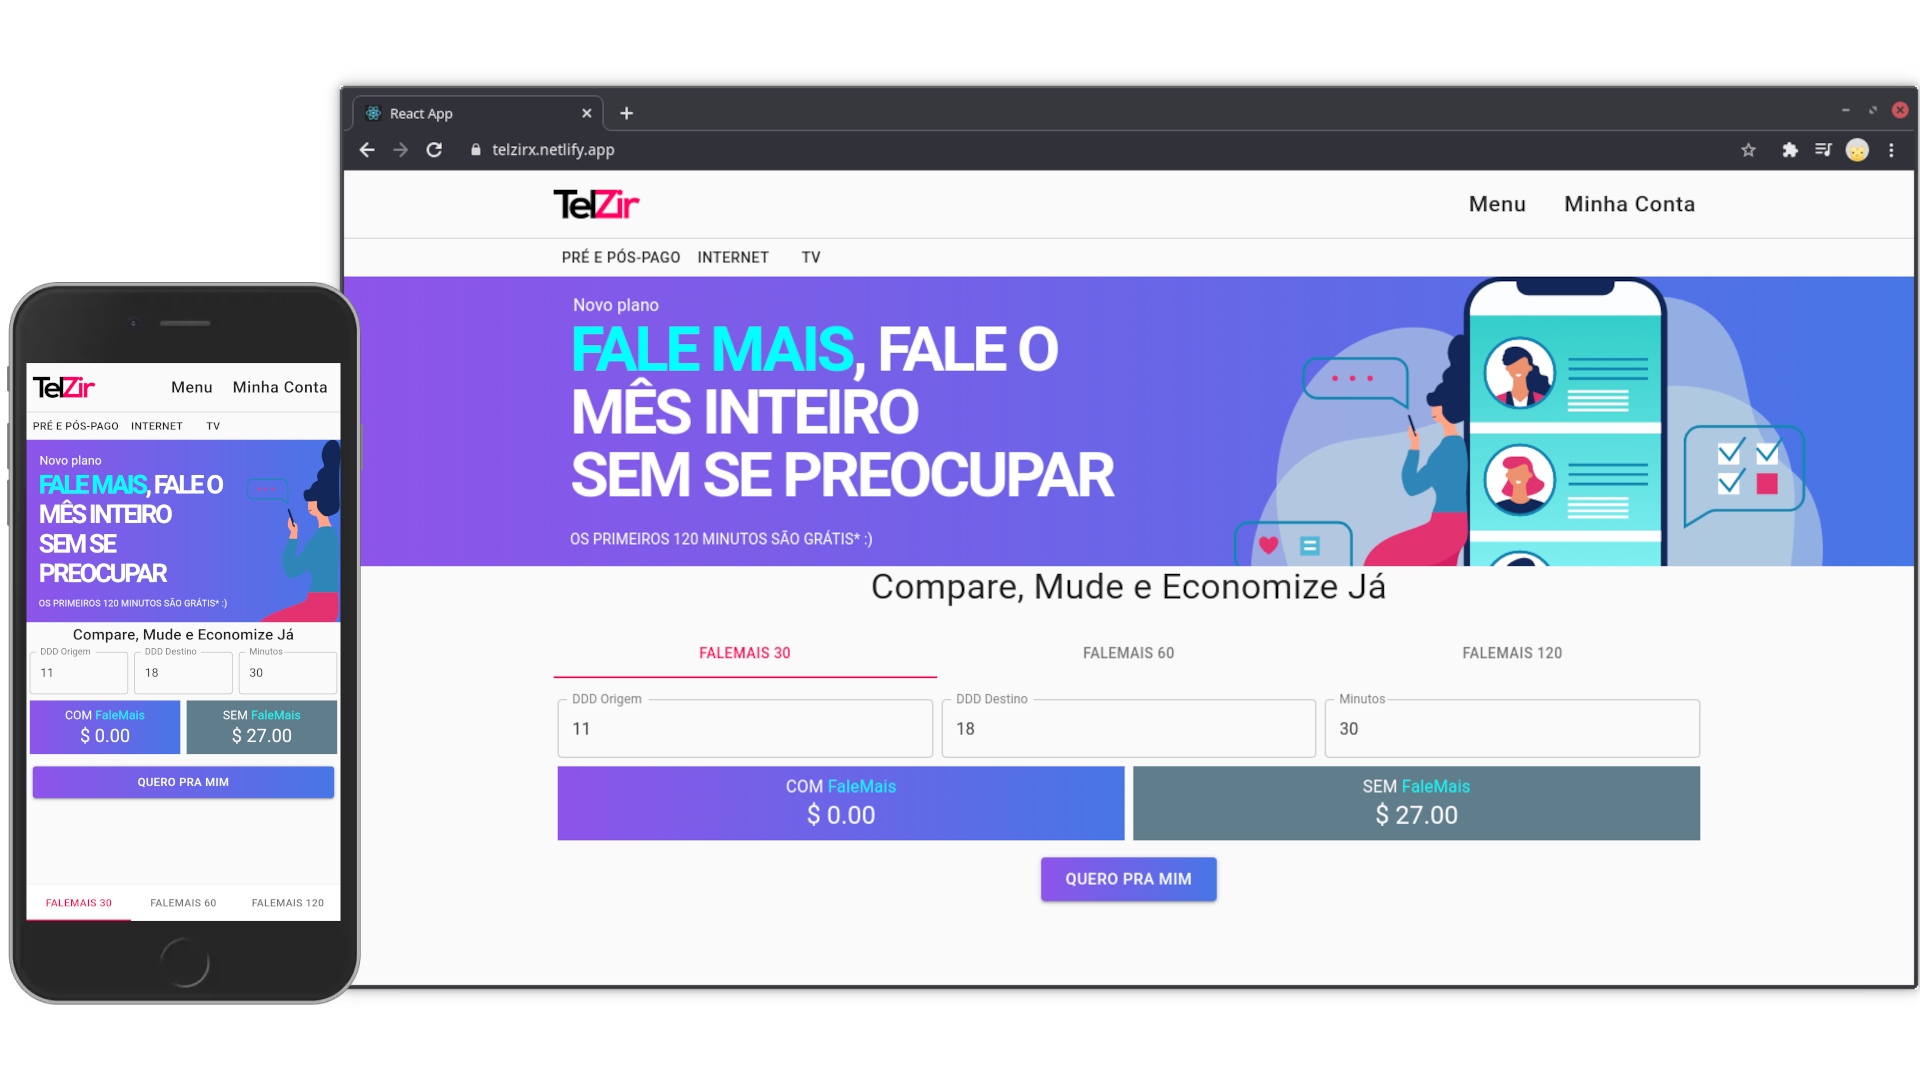 React App
telzirx.netlify.app
TelZir
Menu Minha Conta
PRÉ E PÓS-PAGO INTERNET TV
Novo plano
FALE MAIS, FALE O
MÊS INTEIRO
SEM SE PREOCUPAR
OS PRIMEIROS 120 MINUTOS SÃO GRÁTIS* :)
Compare, Mude e Economize Já
FALEMAIS 30 FALEMAIS 60 FALEMAIS 120
DDD Origem DDD Destino Minutos
11 18 30
COM FaleMais SEM FaleMais
$ 0.00 $ 27.00
QUERO PRA MIM
TelZir Menu Minha Conta
PRÉ E PÓS-PAGO INTERNET TV
Novo plano
FALE MAIS, FALE O
MÊS INTEIRO
SEM SE
PREOCUPAR
OS PRIMEIROS 120 MINUTOS SÃO GRÁTIS* :)
Compare, Mude e Economize Já
DDD Origem DDD Destino Minutos
11 18 30
COM FaleMais SEM FaleMais
$ 0.00 $ 27.00
QUERO PRA MIM
FALEMAIS 30 FALEMAIS 60 FALEMAIS 120